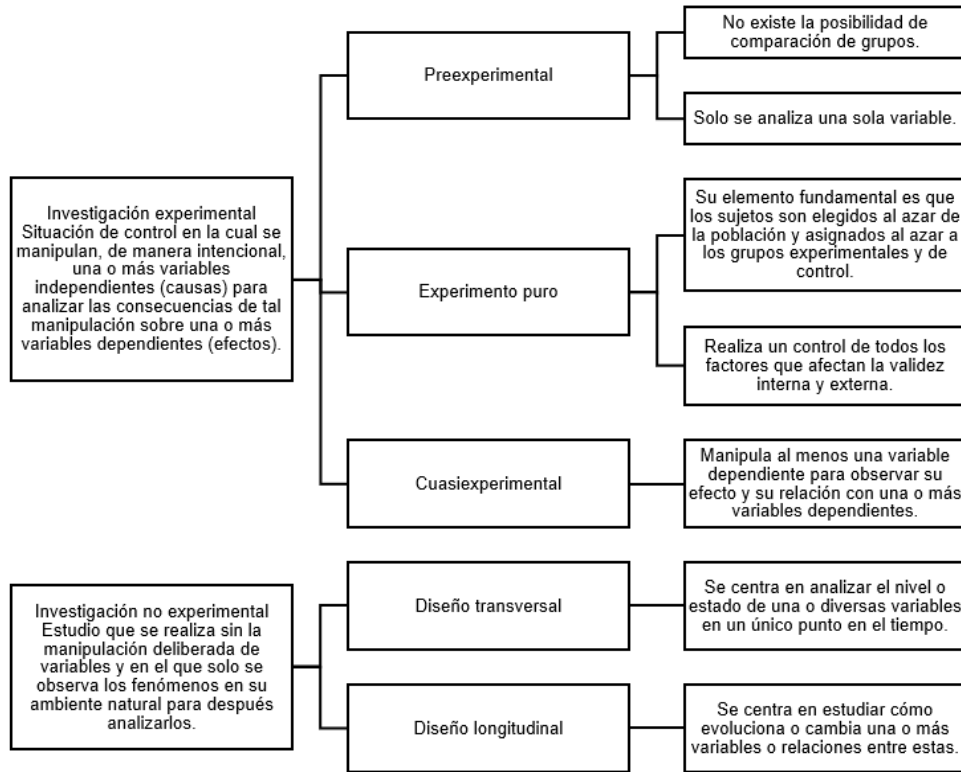 Investigación experimental
Situación de control en la cual se
manipulan, de manera intencional,
una o más variables
independientes (causas) para
analizar las consecuencias de tal
manipulación sobre una o más
variables dependientes (efectos).
Preexperimental
No existe la posibilidad de
comparación de grupos.
Solo se analiza una sola variable.
Experimento puro
Su elemento fundamental es que
los sujetos son elegidos al azar de
la población y asignados al azar a
los grupos experimentales y de
control.
Realiza un control de todos los
factores que afectan la validez
interna y externa.
Cuasiexperimental
Manipula al menos una variable
dependiente para observar su
efecto y su relación con una o más
variables dependientes.
Investigación no experimental
Estudio que se realiza sin la
manipulación deliberada de
variables y en el que solo se
observa los fenómenos en su
ambiente natural para después
analizarlos.
Diseño transversal
Se centra en analizar el nivel o
estado de una o diversas variables
en un único punto en el tiempo.
Diseño longitudinal
Se centra en estudiar cómo
evoluciona o cambia una o más
variables o relaciones entre estas.